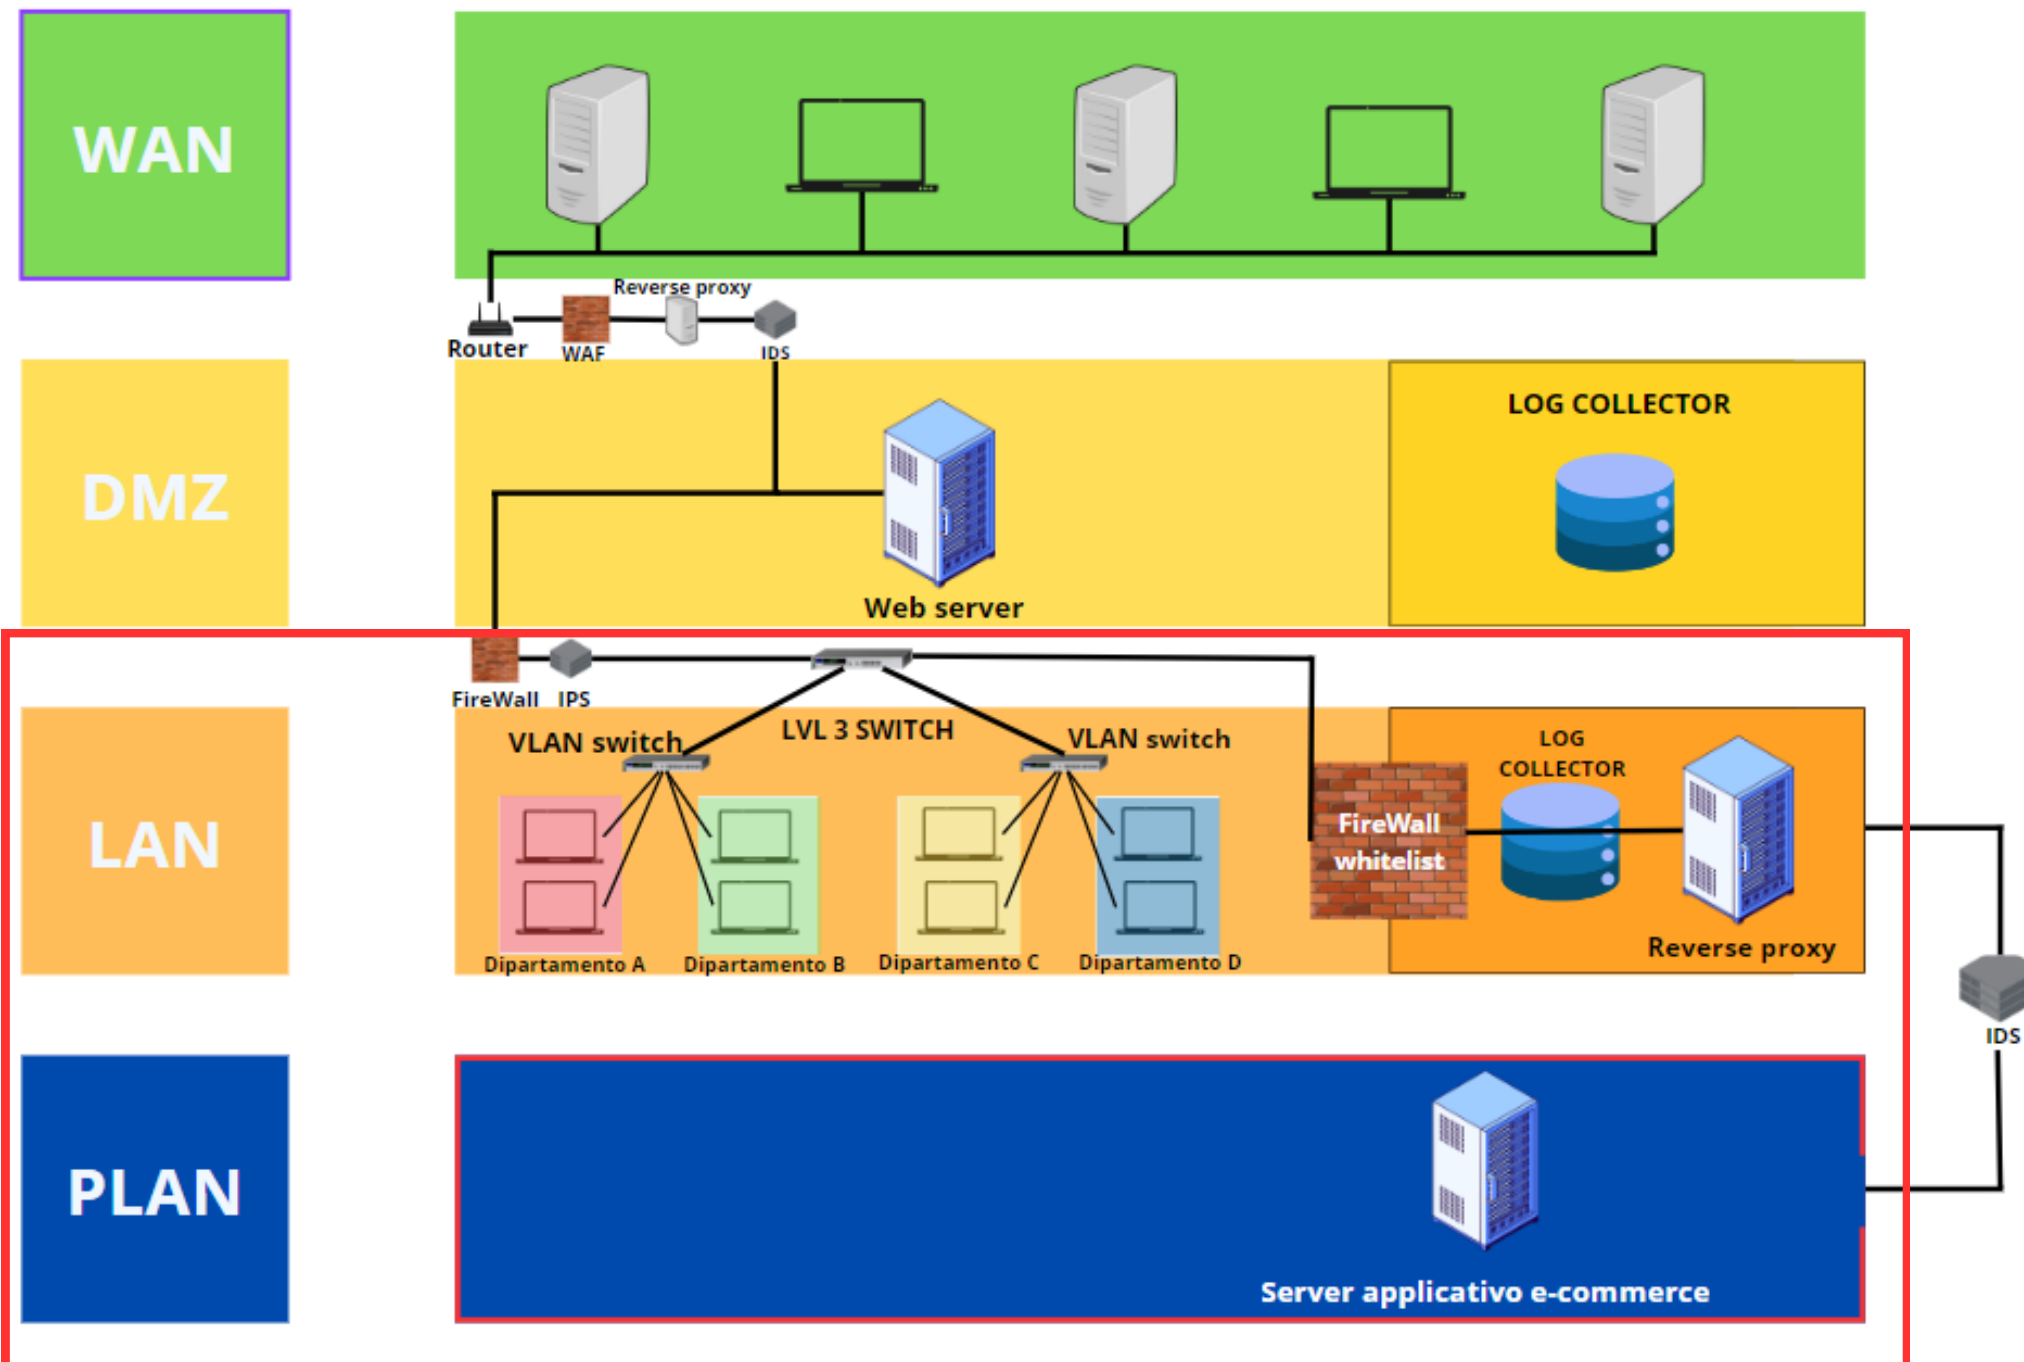 WAN
Reverse proxy
Router
WAF
IDS
DMZ
LOG COLLECTOR
Web server
FireWall
IPS
LAN
LVL 3 SWITCH
VLAN switch
VLAN switch
LOG
COLLECTOR
FireWall
whitelist
Reverse proxy
Dipartamento A
Dipartamento B
Dipartamento C
Dipartamento D
IDS
PLAN
Server applicativo e-commerce